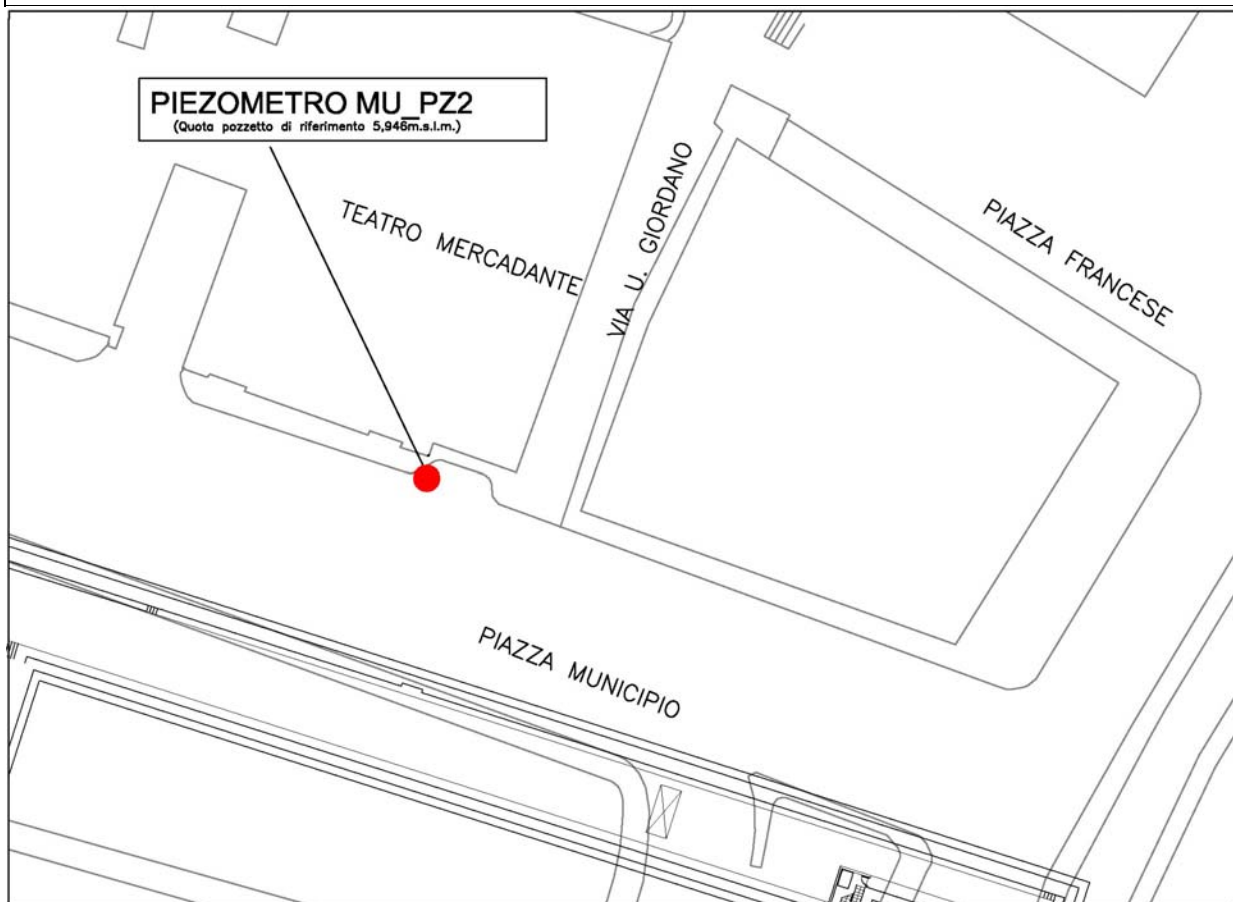 PIEZOMETRO MU_PZ2
(Quota pozzetto di riferimento 5,946m.s.l.m.)
TEATRO MERCADANTE
VIA U. GIORDANO
PIAZZA FRANCESE
PIAZZA MUNICIPIO